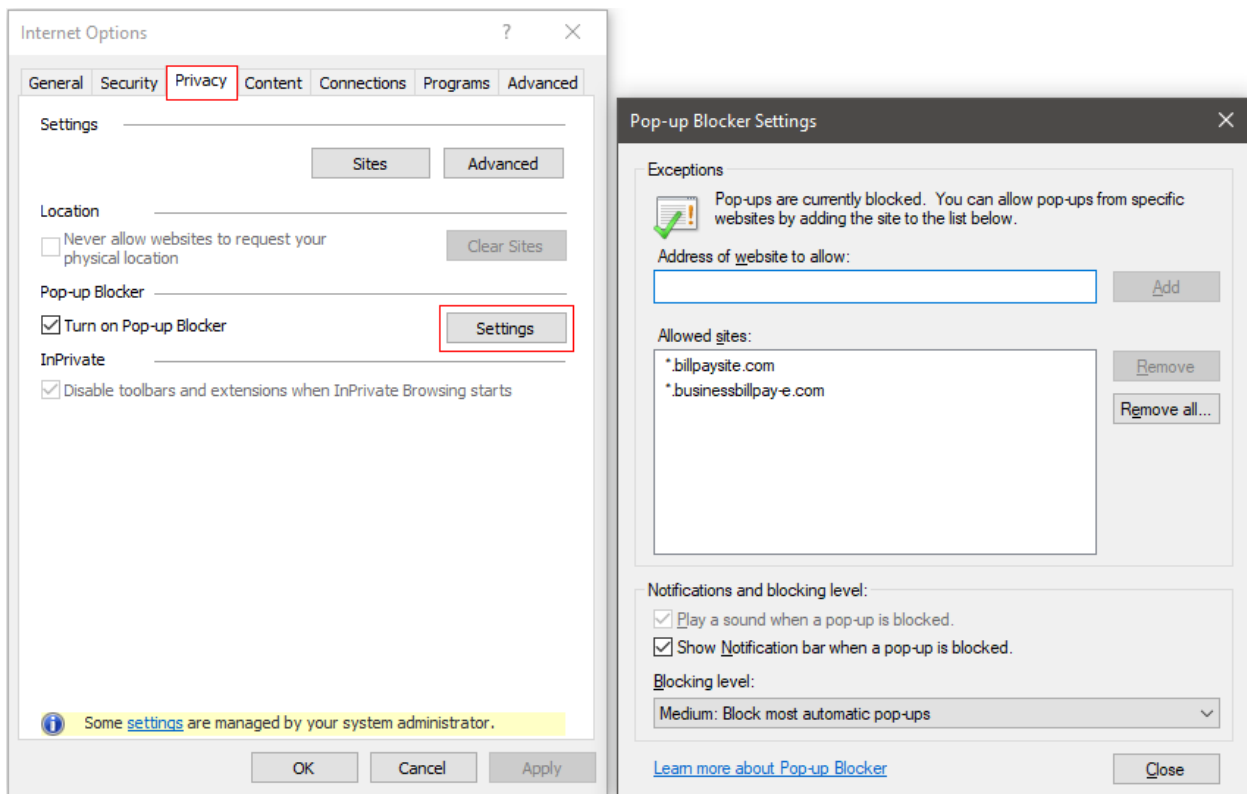 Internet Options
?
General Security Privacy Content Connections Programs Advanced
Settings
Sites Advanced
Location
Never allow websites to request your
physical location
Clear Sites
Pop-up Blocker
Turn on Pop-up Blocker
Settings
InPrivate
Disable toolbars and extensions when InPrivate Browsing starts
Some settings are managed by your system administrator.
OK Cancel Apply
Pop-up Blocker Settings
Exceptions
Pop-ups are currently blocked. You can allow pop-ups from specific
websites by adding the site to the list below.
Address of website to allow:
Add
Allowed sites:
*.billpaysite.com
*.businessbillpay-e.com
Remove
Remove all...
Notifications and blocking level:
Play a sound when a pop-up is blocked.
Show Notification bar when a pop-up is blocked.
Blocking level:
Medium: Block most automatic pop-ups
Learn more about Pop-up Blocker
Close